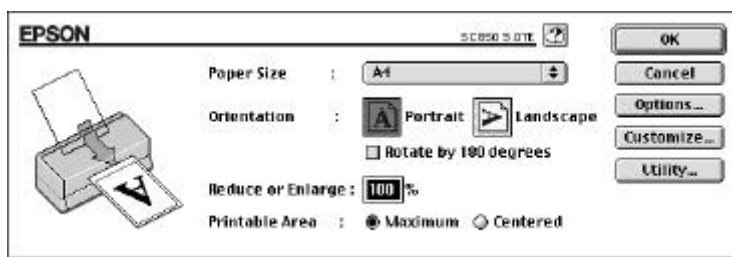 EPSON
SC850 5.01E
OK
Paper Size : A4
Cancel
Orientation : A Portrait A Landscape
Options...
Rotate by 180 degrees
Customize...
Utility...
Reduce or Enlarge : 100 %
Printable Area : Maximum Centered
A